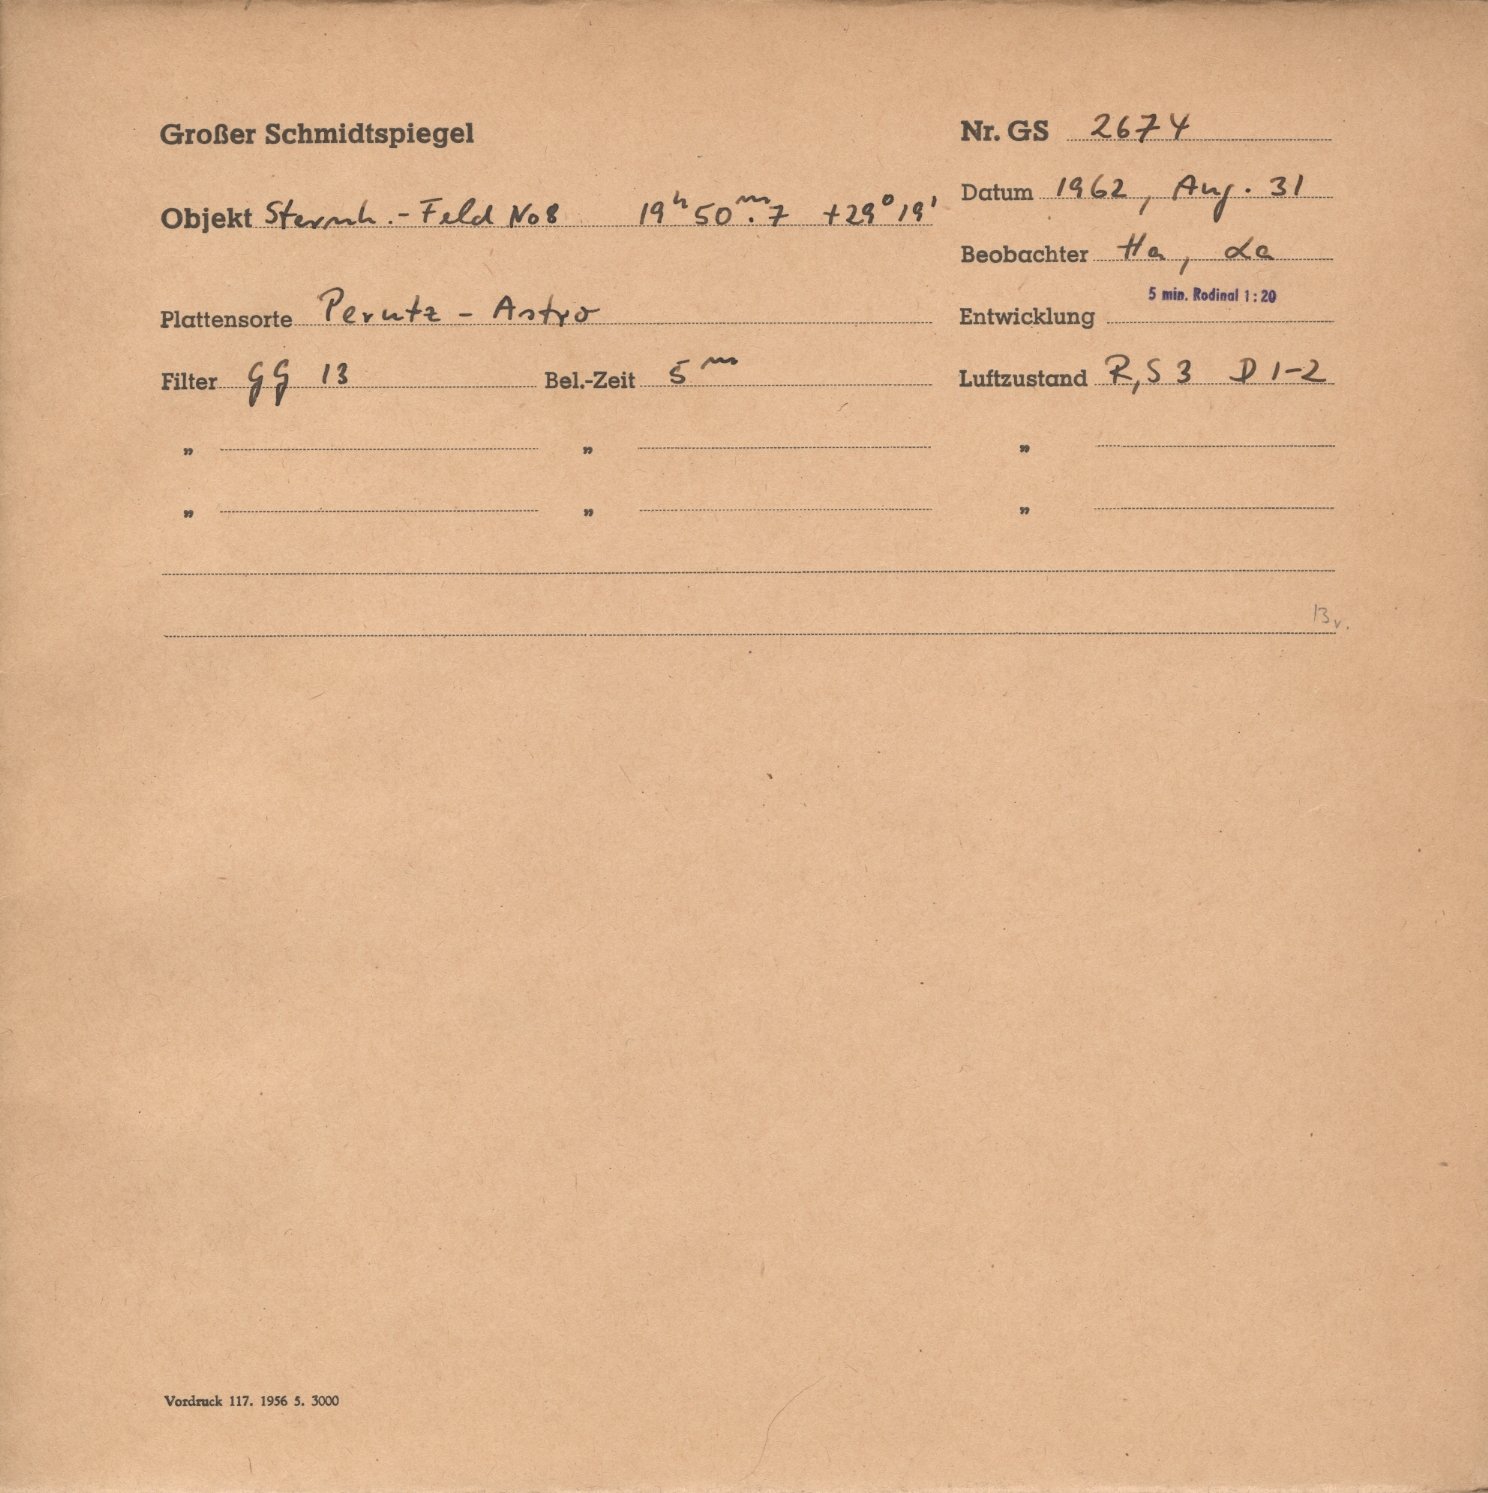 Großer Schmidtspiegel
Nr. GS 2674
Datum 1962, Aug. 31
Objekt Sternh.-Feld No 8 19ʰ 50ᵐ.7 +29° 19'
Beobachter Ha, La
Plattensorte Perutz - Astro
5 min. Rodinal 1:20
Entwicklung
Filter GG 13 Bel.-Zeit 5ᵐ Luftzustand R, S 3 D 1-2
„ „ „
„ „ „
Vordruck 117. 1956 5. 3000